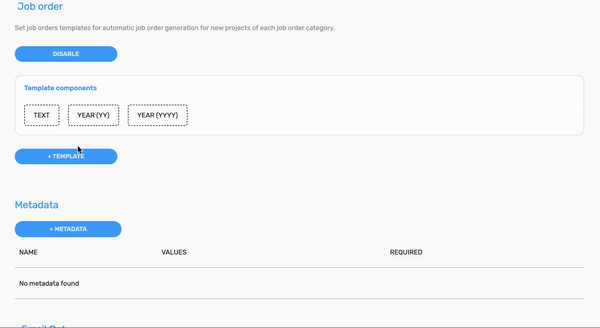 Job order
Set job orders templates for automatic job order generation for new projects of each job order category.
DISABLE
Template components
TEXT
YEAR (YY)
YEAR (YYYY)
+ TEMPLATE
Metadata
+ METADATA
NAME VALUES REQUIRED
No metadata found